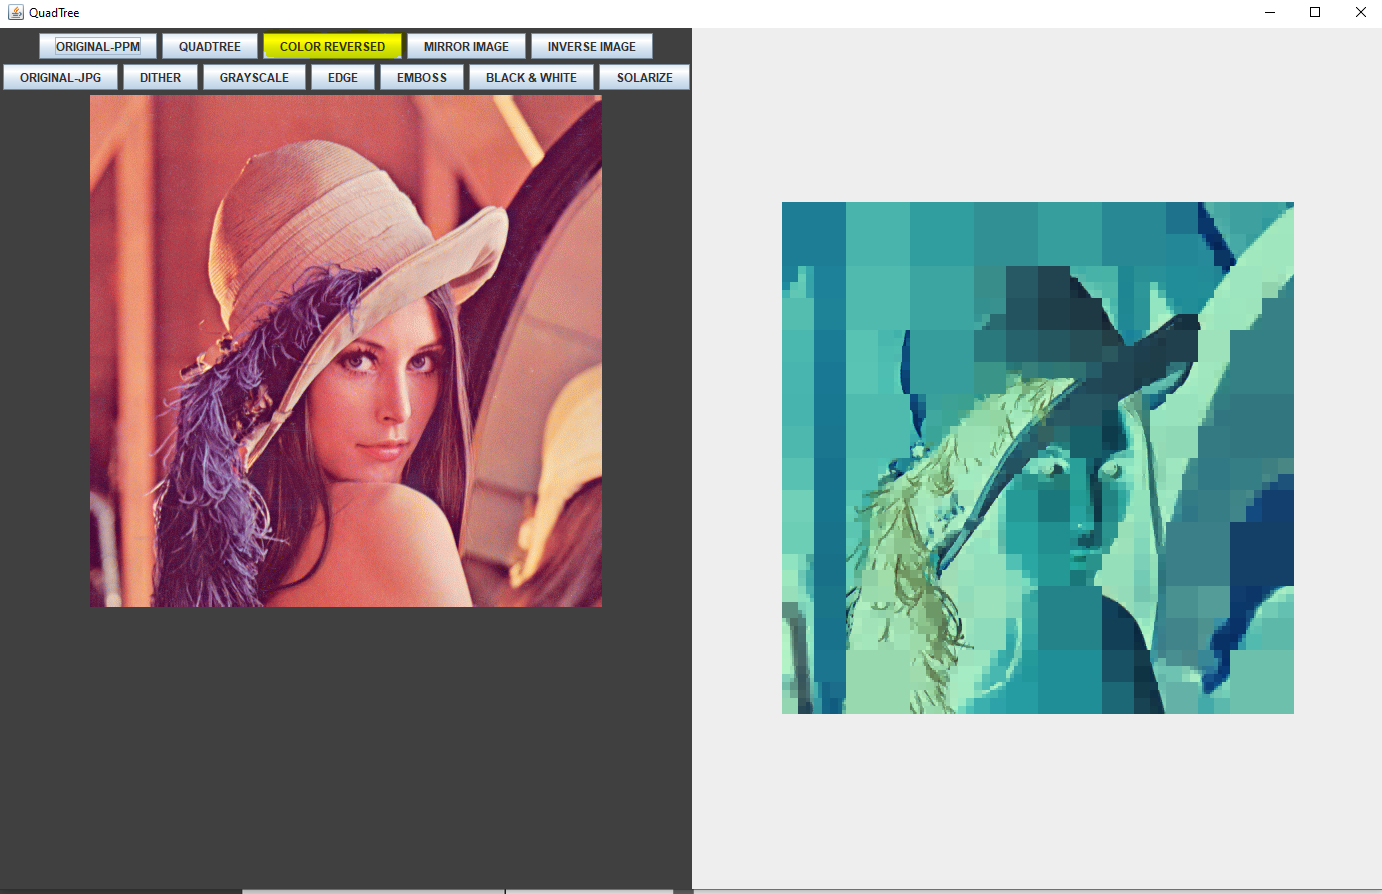 QuadTree
ORIGINAL-PPM QUADTREE COLOR REVERSED MIRROR IMAGE INVERSE IMAGE
ORIGINAL-JPG DITHER GRAYSCALE EDGE EMBOSS BLACK & WHITE SOLARIZE